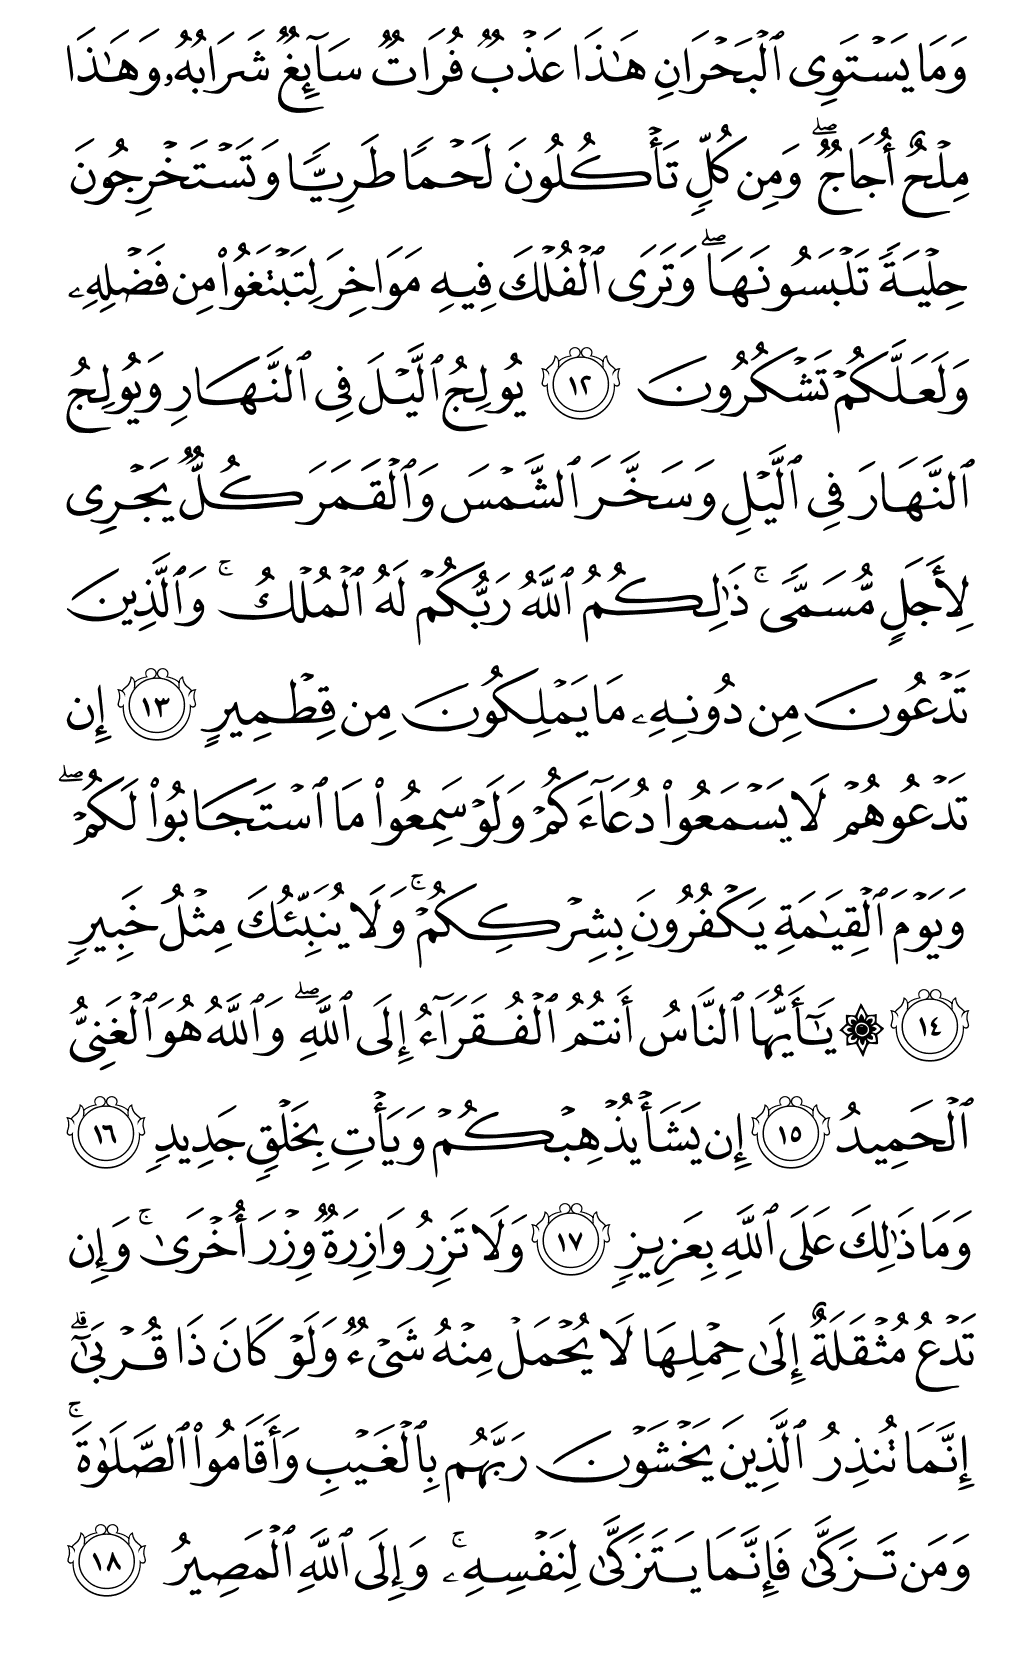 وَمَا يَسۡتَوِي ٱلۡبَحۡرَانِ هَٰذَا عَذۡبٞ فُرَاتٞ سَآئِغٞ شَرَابُهُۥ وَهَٰذَا
مِلۡحٌ أُجَاجٞۖ وَمِن كُلّٖ تَأۡكُلُونَ لَحۡمٗا طَرِيّٗا وَتَسۡتَخۡرِجُونَ
حِلۡيَةٗ تَلۡبَسُونَهَاۖ وَتَرَى ٱلۡفُلۡكَ فِيهِ مَوَاخِرَ لِتَبۡتَغُواْ مِن فَضۡلِهِۦ
وَلَعَلَّكُمۡ تَشۡكُرُونَ ١٢ يُولِجُ ٱلَّيۡلَ فِي ٱلنَّهَارِ وَيُولِجُ
ٱلنَّهَارَ فِي ٱلَّيۡلِ وَسَخَّرَ ٱلشَّمۡسَ وَٱلۡقَمَرَ كُلّٞ يَجۡرِي
لِأَجَلٖ مُّسَمّٗىۚ ذَٰلِكُمُ ٱللَّهُ رَبُّكُمۡ لَهُ ٱلۡمُلۡكُۚ وَٱلَّذِينَ
تَدۡعُونَ مِن دُونِهِۦ مَا يَمۡلِكُونَ مِن قِطۡمِيرٍ ١٣ إِن
تَدۡعُوهُمۡ لَا يَسۡمَعُواْ دُعَآءَكُمۡ وَلَوۡ سَمِعُواْ مَا ٱسۡتَجَابُواْ لَكُمۡۖ
وَيَوۡمَ ٱلۡقِيَٰمَةِ يَكۡفُرُونَ بِشِرۡكِكُمۡۚ وَلَا يُنَبِّئُكَ مِثۡلُ خَبِيرٖ
١٤ ۞ يَٰٓأَيُّهَا ٱلنَّاسُ أَنتُمُ ٱلۡفُقَرَآءُ إِلَى ٱللَّهِۖ وَٱللَّهُ هُوَ ٱلۡغَنِيُّ
ٱلۡحَمِيدُ ١٥ إِن يَشَأۡ يُذۡهِبۡكُمۡ وَيَأۡتِ بِخَلۡقٖ جَدِيدٖ ١٦
وَمَا ذَٰلِكَ عَلَى ٱللَّهِ بِعَزِيزٖ ١٧ وَلَا تَزِرُ وَازِرَةٞ وِزۡرَ أُخۡرَىٰۚ وَإِن
تَدۡعُ مُثۡقَلَةٌ إِلَىٰ حِمۡلِهَا لَا يُحۡمَلۡ مِنۡهُ شَيۡءٞ وَلَوۡ كَانَ ذَا قُرۡبَىٰٓۗ
إِنَّمَا تُنذِرُ ٱلَّذِينَ يَخۡشَوۡنَ رَبَّهُم بِٱلۡغَيۡبِ وَأَقَامُواْ ٱلصَّلَوٰةَۚ
وَمَن تَزَكَّىٰ فَإِنَّمَا يَتَزَكَّىٰ لِنَفۡسِهِۦۚ وَإِلَى ٱللَّهِ ٱلۡمَصِيرُ ١٨